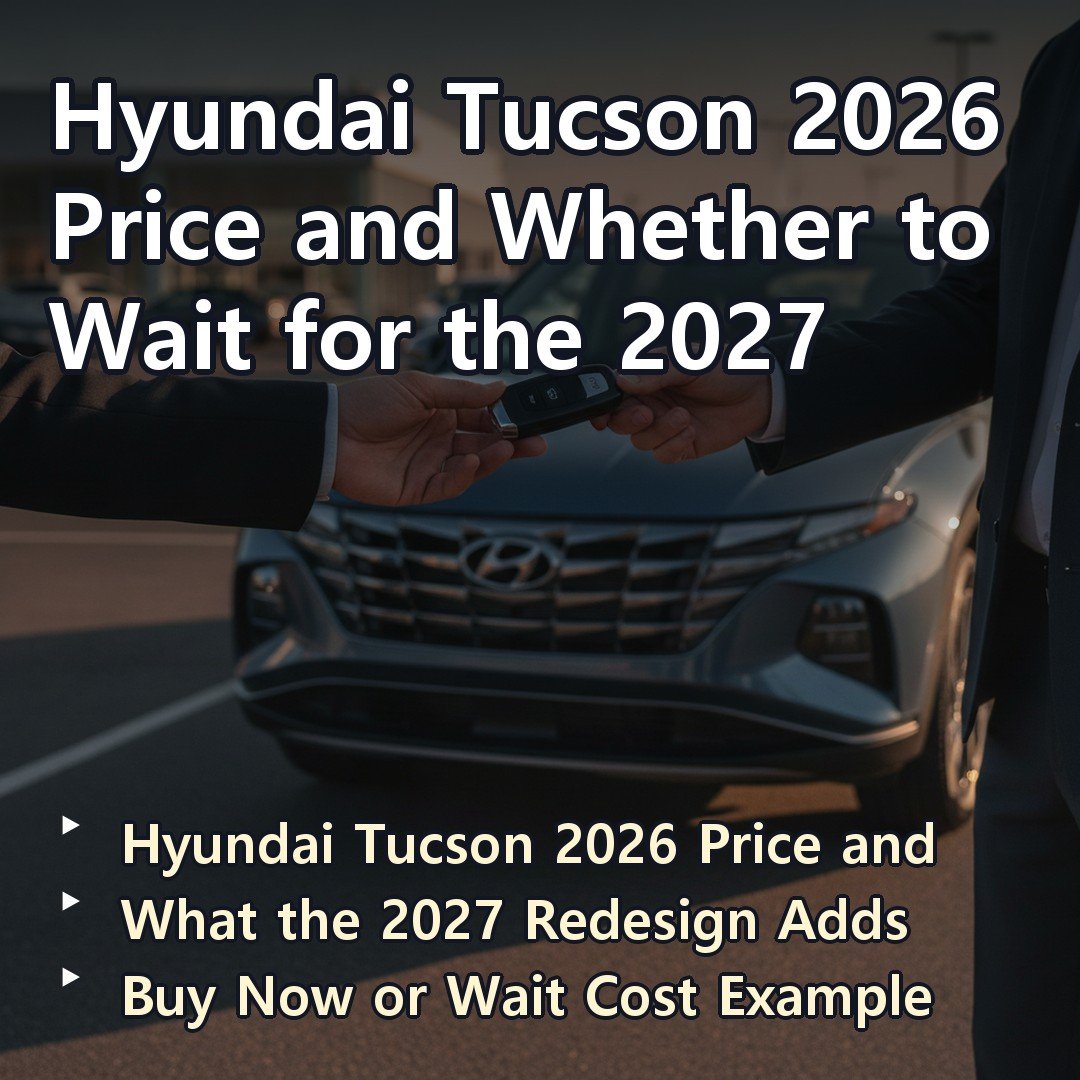 Hyundai Tucson 2026
Price and Whether to
Wait for the 2027
Hyundai Tucson 2026 Price and
What the 2027 Redesign Adds
Buy Now or Wait Cost Example